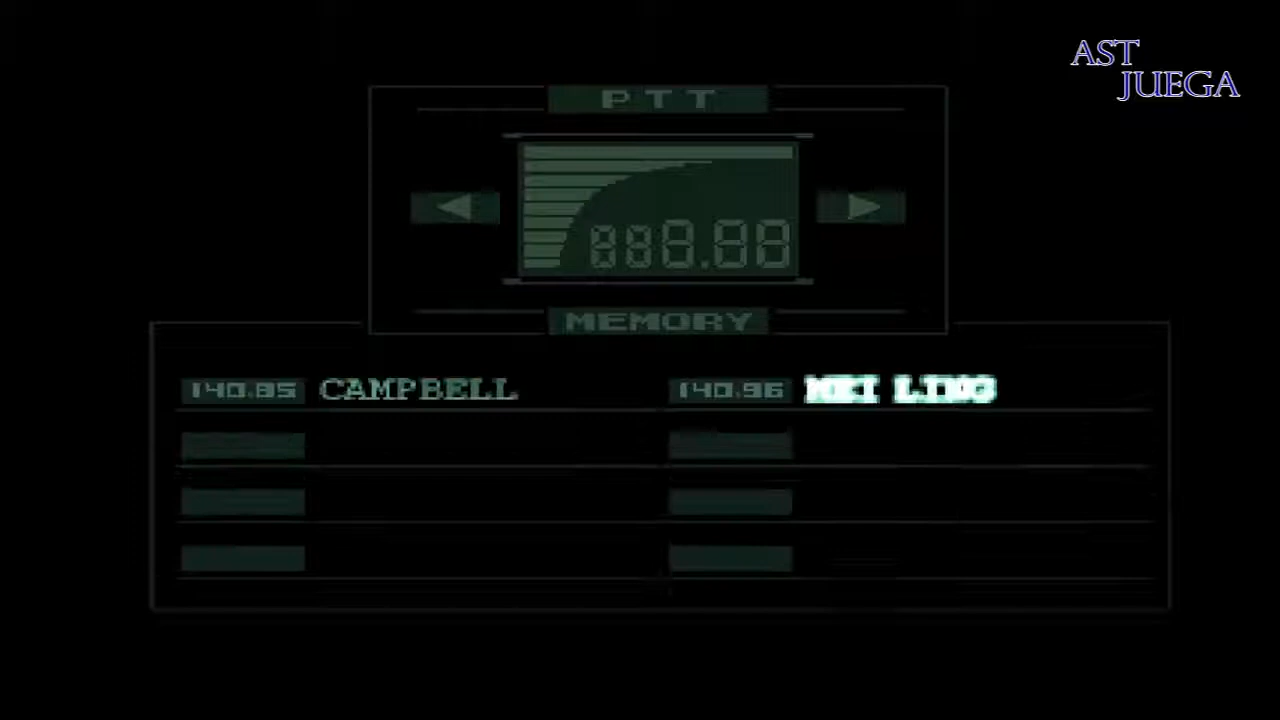 AST
JUEGA
PTT
888.88
MEMORY
140.85 CAMPBELL 140.96 MEI LING